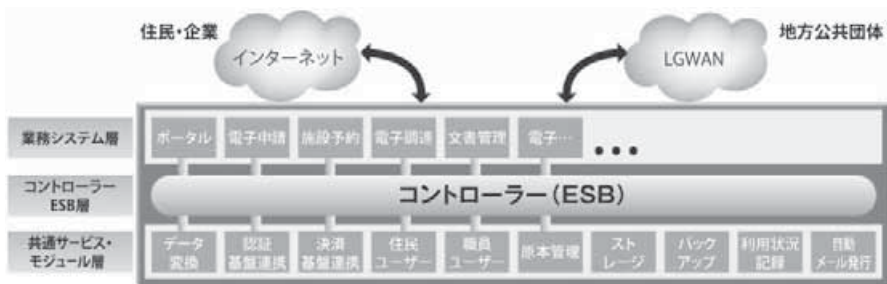 住民・企業
インターネット
LGWAN
地方公共団体
業務システム層
ポータル
電子申請
施設予約
電子調達
文書管理
電子…
•••
コントローラー
ESB層
コントローラー(ESB)
共通サービス・
モジュール層
データ
変換
認証
基盤連携
決済
基盤連携
住民
ユーザー
職員
ユーザー
原本管理
スト
レージ
バック
アップ
利用状況
記録
自動
メール発行